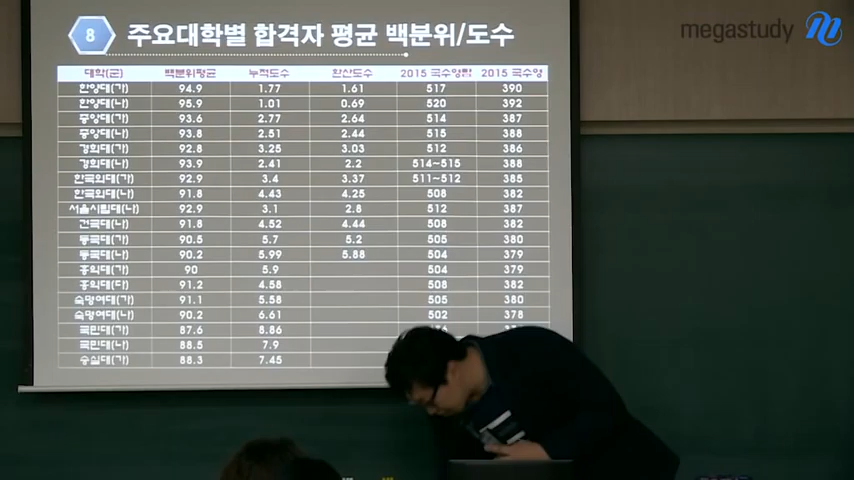 megastudy
8 주요대학별 합격자 평균 백분위/도수
대학(군) 백분위평균 누적도수 환산도수 2015 국수영탐 2015 국수영
한양대(가) 94.9 1.77 1.61 517 390
한양대(나) 95.9 1.01 0.69 520 392
중앙대(가) 93.6 2.77 2.64 514 387
중앙대(나) 93.8 2.51 2.44 515 388
경희대(가) 92.8 3.25 3.03 512 386
경희대(나) 93.9 2.41 2.2 514~515 388
한국외대(가) 92.9 3.4 3.37 511~512 385
한국외대(나) 91.8 4.43 4.25 508 382
서울시립대(나) 92.9 3.1 2.8 512 387
건국대(나) 91.8 4.52 4.44 508 382
동국대(가) 90.5 5.7 5.2 505 380
동국대(나) 90.2 5.99 5.88 504 379
홍익대(가) 90 5.9 504 379
홍익대(다) 91.2 4.58 508 382
숙명여대(가) 91.1 5.58 505 380
숙명여대(나) 90.2 6.61 502 378
국민대(가) 87.6 8.86
국민대(나) 88.5 7.9
숭실대(가) 88.3 7.45